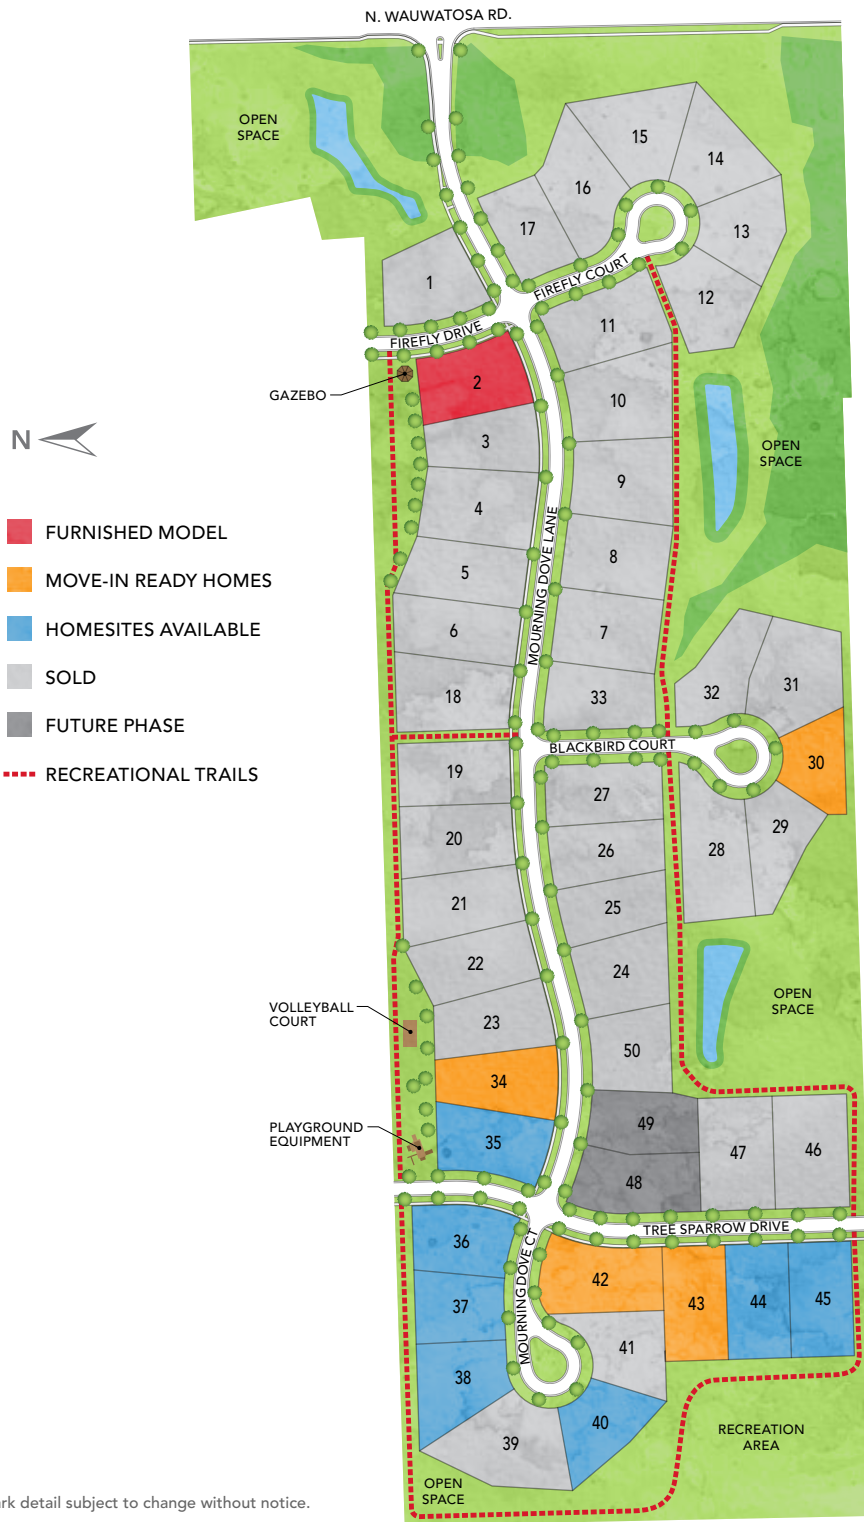 N. WAUWATOSA RD.
OPEN
SPACE
15
14
16
17
13
1
FIREFLY COURT
12
FIREFLY DRIVE
11
2
GAZEBO
10
3
N
OPEN
SPACE
9
4
FURNISHED MODEL
MOURNING DOVE LANE
8
5
MOVE-IN READY HOMES
6
7
HOMESITES AVAILABLE
SOLD
18
33
32
31
FUTURE PHASE
BLACKBIRD COURT
30
RECREATIONAL TRAILS
19
27
20
26
28
29
21
25
22
24
OPEN
SPACE
VOLLEYBALL
COURT
23
50
34
49
PLAYGROUND
EQUIPMENT
35
47
46
48
TREE SPARROW DRIVE
36
MOURNING DOVE CT
42
43
44
45
37
41
38
40
39
RECREATION
AREA
OPEN
SPACE
rk detail subject to change without notice.